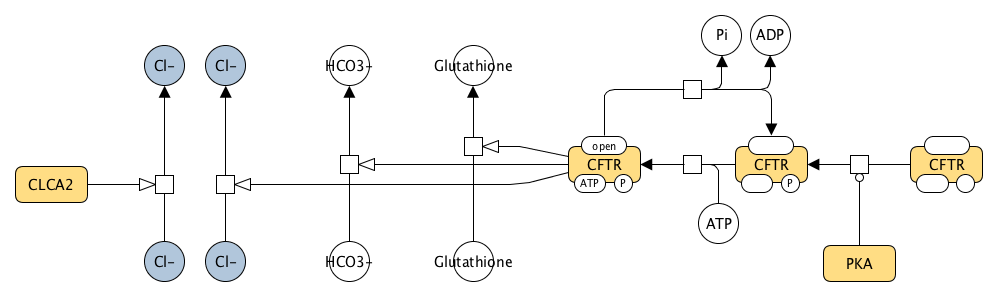 Pi
ADP
Cl-
Cl-
HCO3-
Glutathione
open
CFTR
ATP
P
CFTR
P
CFTR
CLCA2
ATP
Cl-
Cl-
HCO3-
Glutathione
PKA